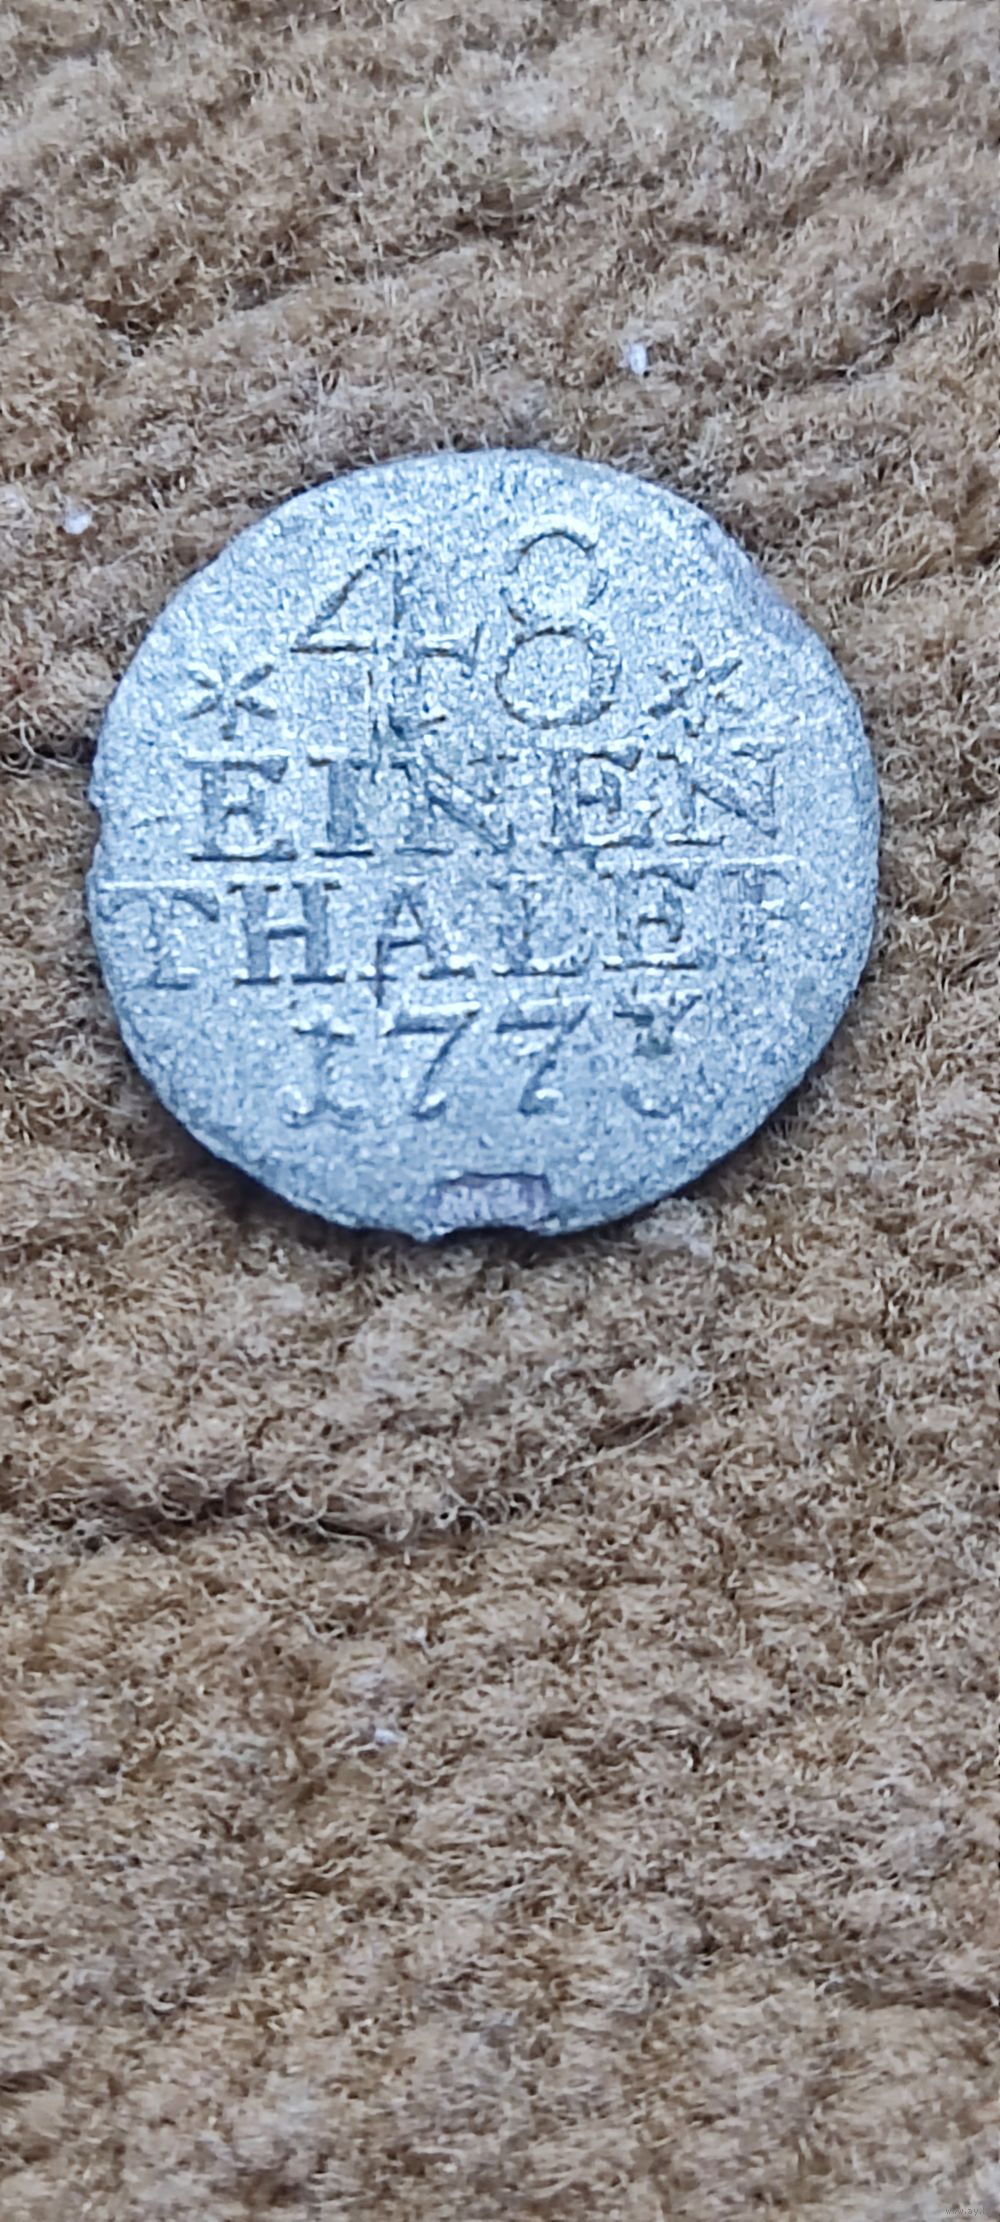 * 48 *
EINEN
THALER